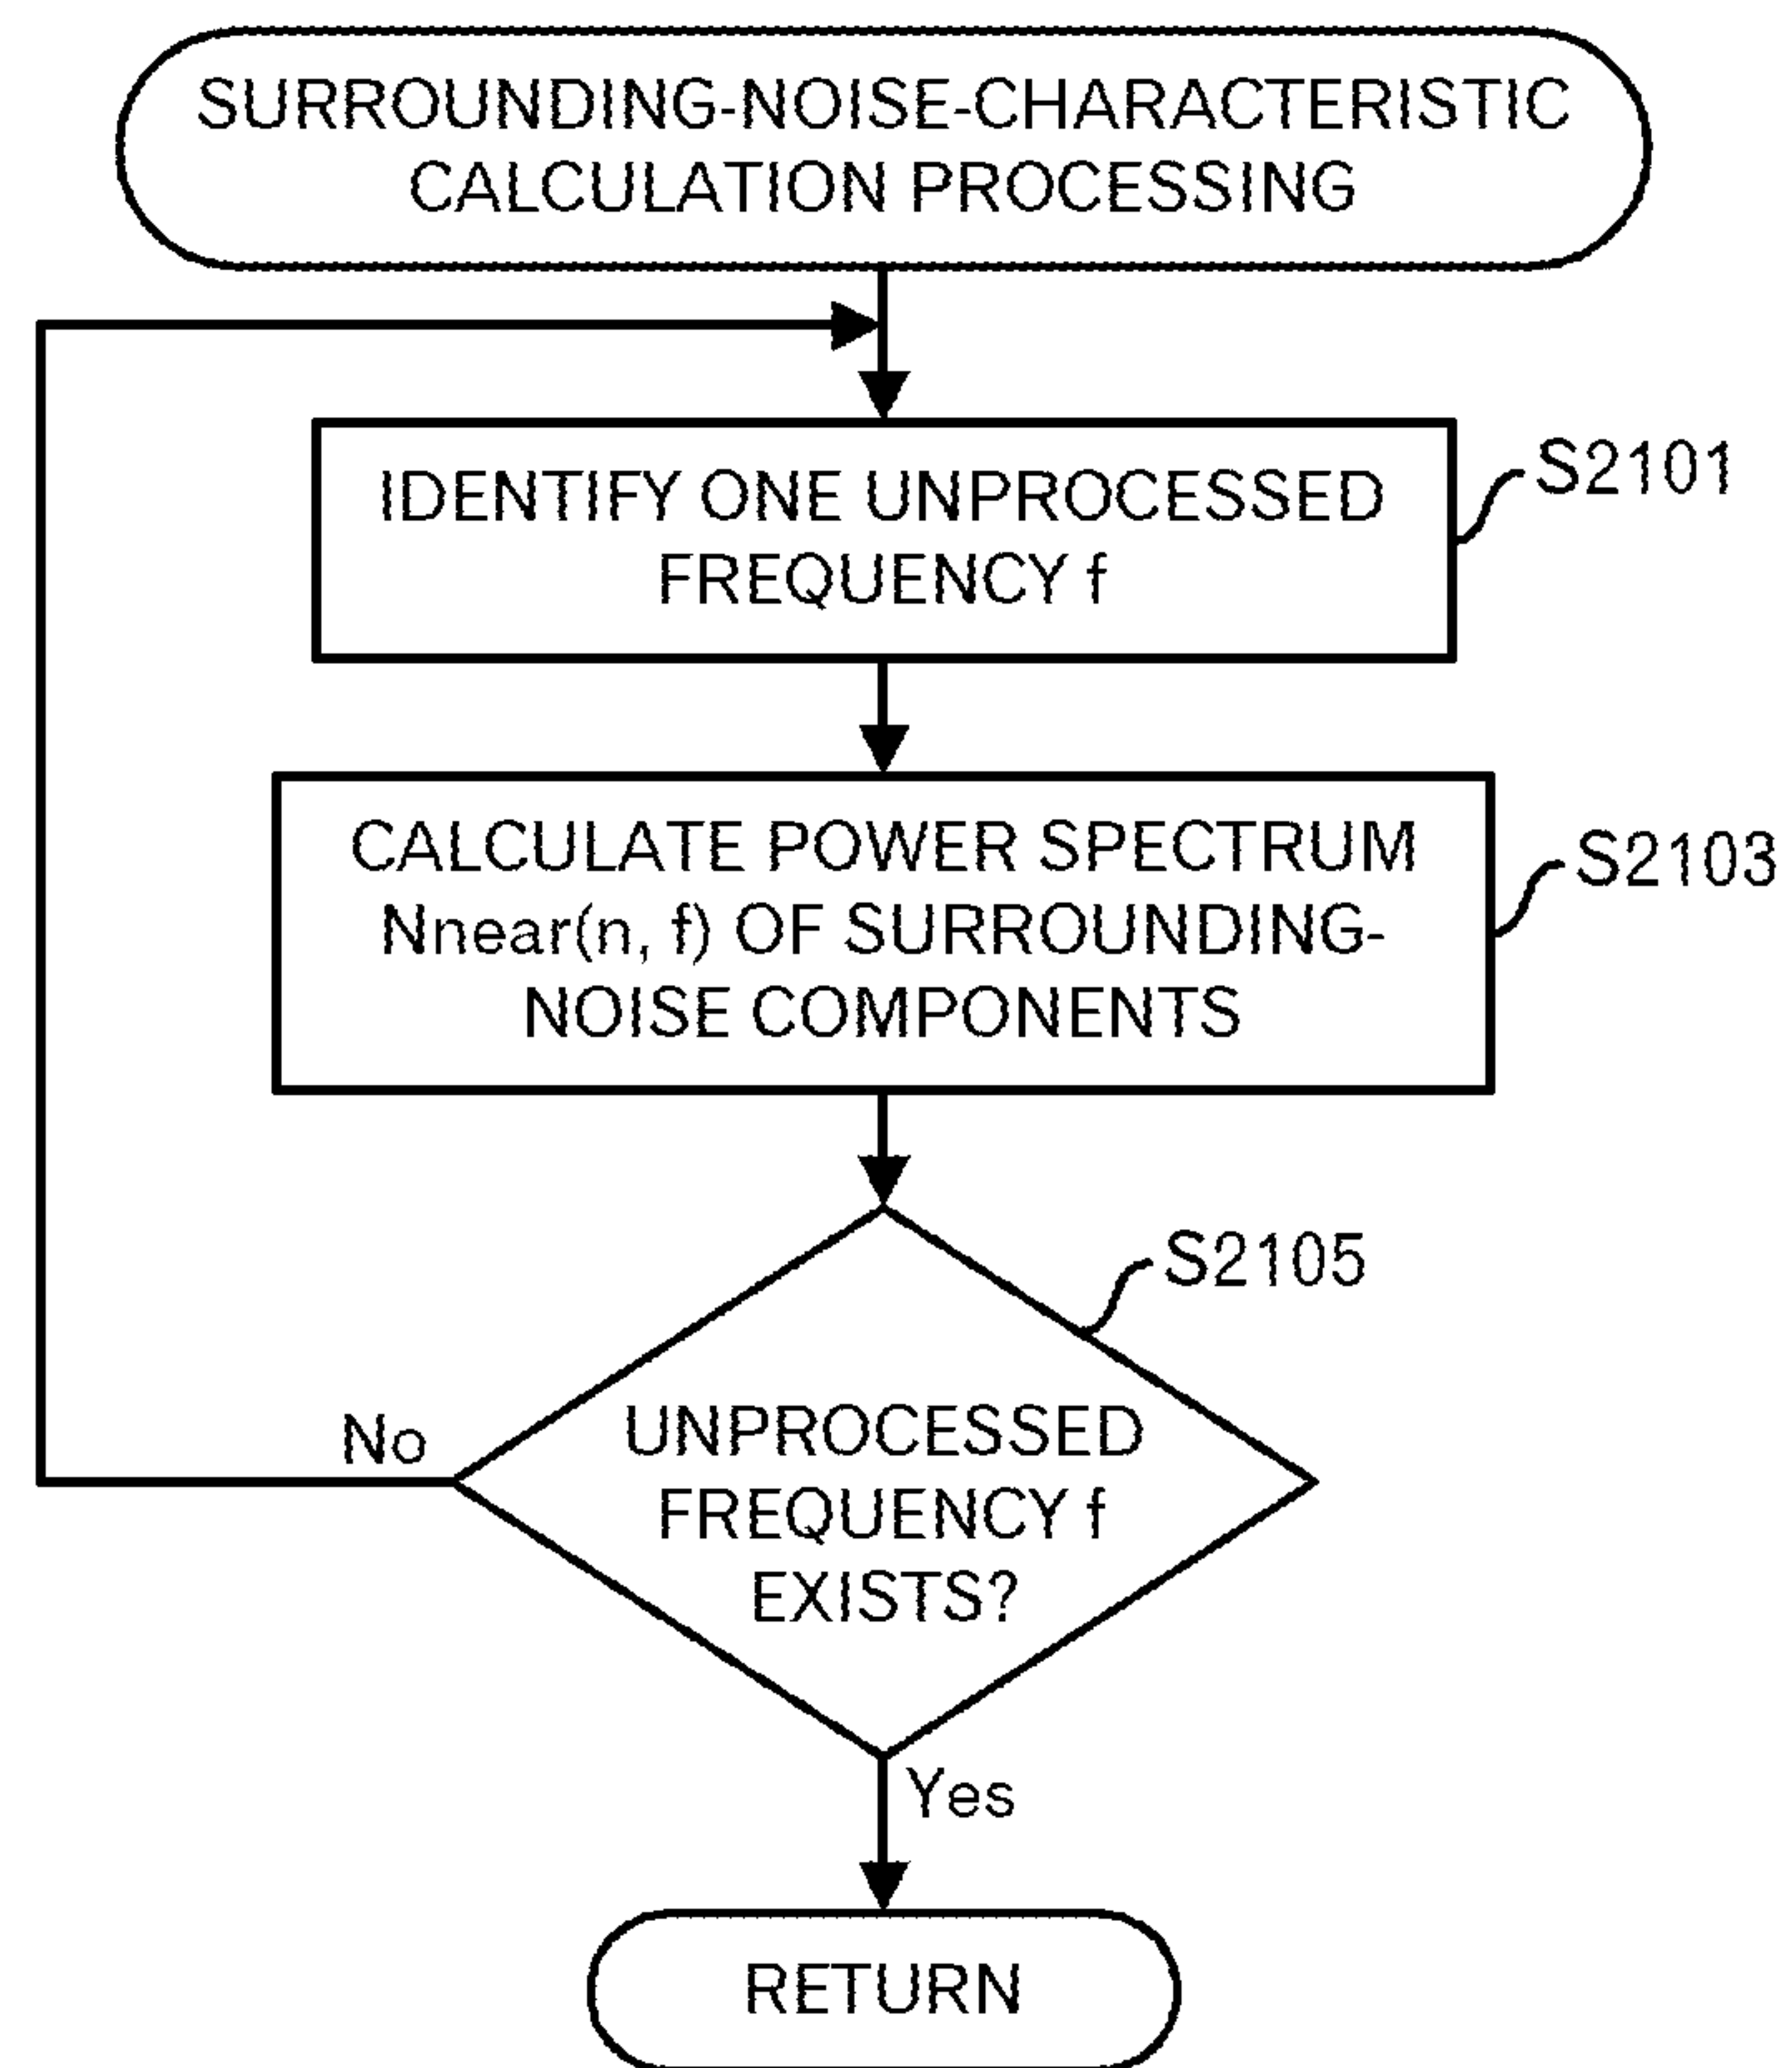 SURROUNDING-NOISE-CHARACTERISTIC
CALCULATION PROCESSING
IDENTIFY ONE UNPROCESSED
FREQUENCY f
S2101
CALCULATE POWER SPECTRUM
Nnear(n, f) OF SURROUNDING-
NOISE COMPONENTS
S2103
S2105
UNPROCESSED
FREQUENCY f
EXISTS?
No
Yes
RETURN